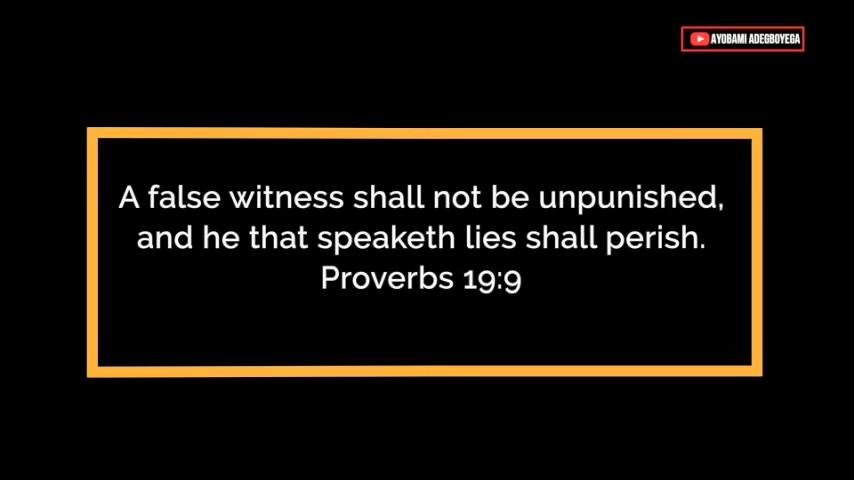 AYOBAMI ADEGBOYEGA
A false witness shall not be unpunished,
and he that speaketh lies shall perish.
Proverbs 19:9